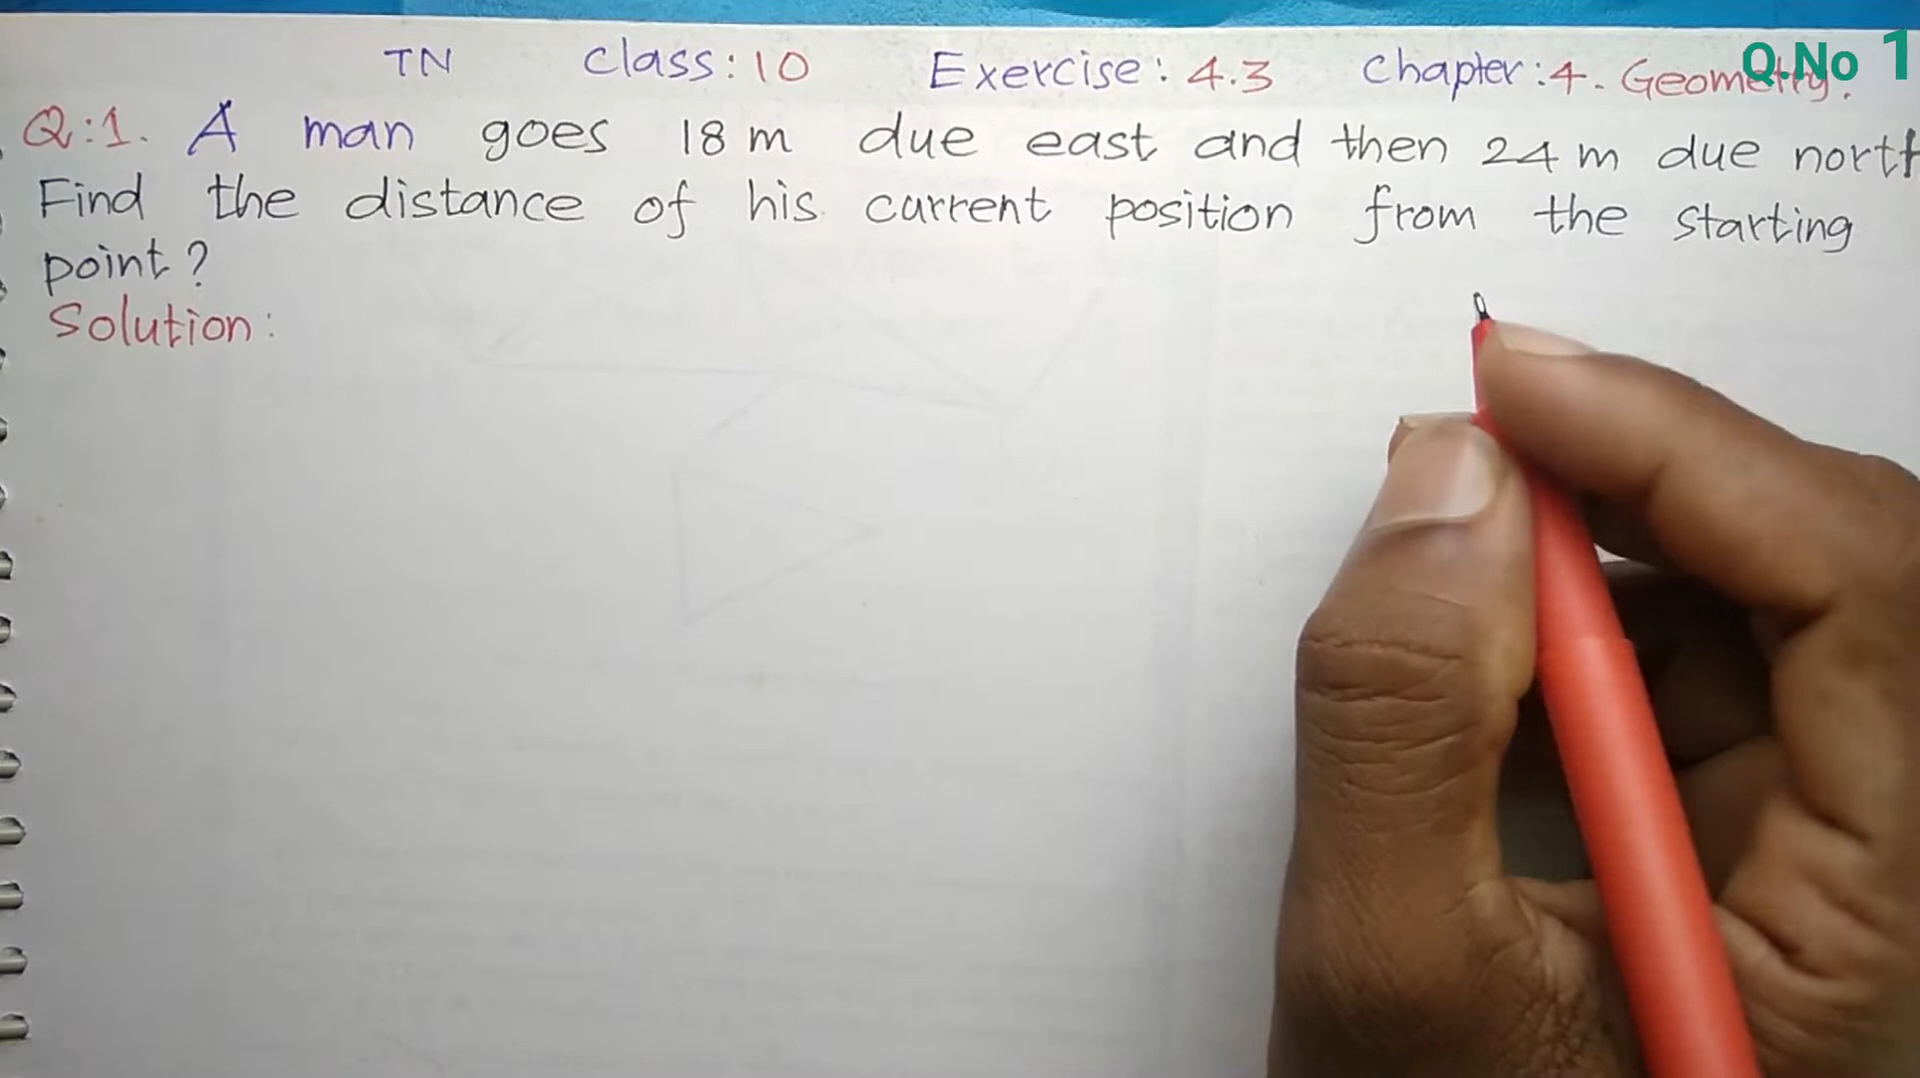 TN Class: 10 Exercise: 4.3 Chapter: 4. Geometry.
Q.No 1
Q:1. A man goes 18 m due east and then 24 m due north
Find the distance of his current position from the starting
point?
Solution: